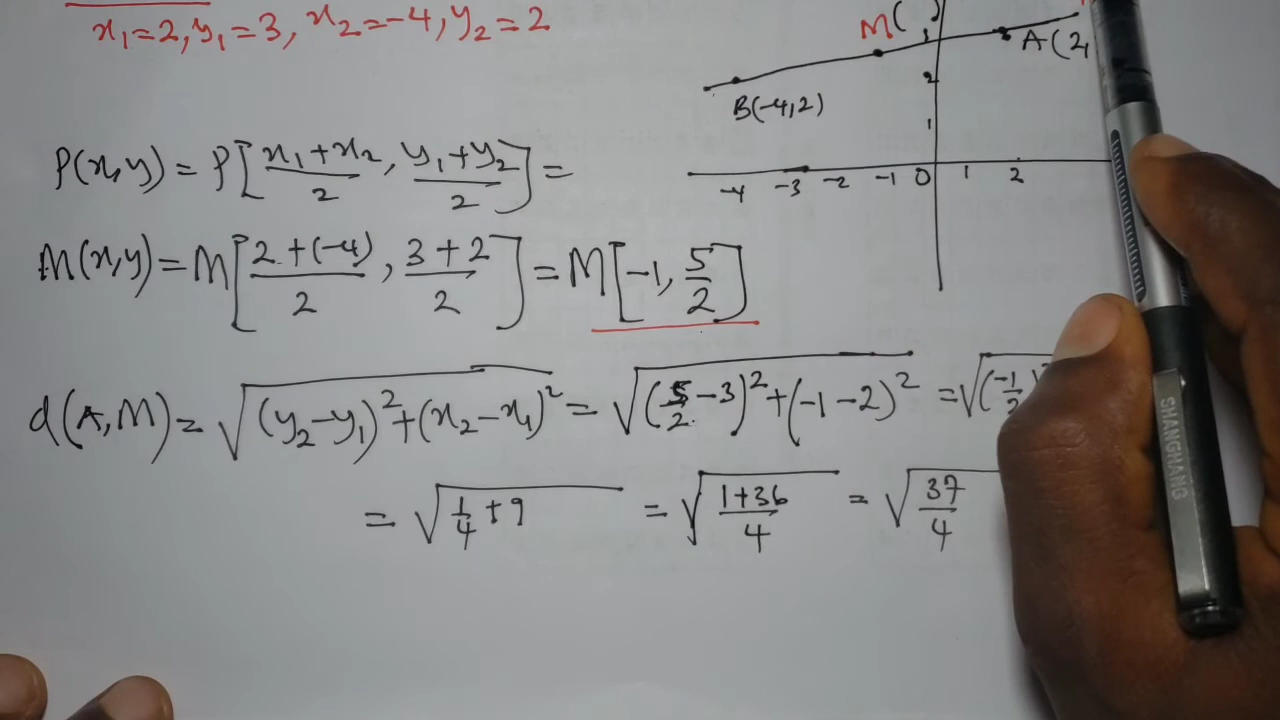 x₁=2, y₁=3, x₂=-4, y₂=2
M(
A(2,
B(-4,2)
2
1
-4 -3 -2 -1 0 1 2
P(x,y) = P[(x₁+x₂)/2, (y₁+y₂)/2] =
M(x,y) = M[(2+(-4))/2, (3+2)/2] = M[-1, 5/2]
d(A,M) = √((y₂-y₁)²+(x₂-x₁)²) = √((5/2-3)²+(-1-2)²) = √((-1/2)
= √(1/4+9) = √((1+36)/4) = √(37/4)
SHANGHANG